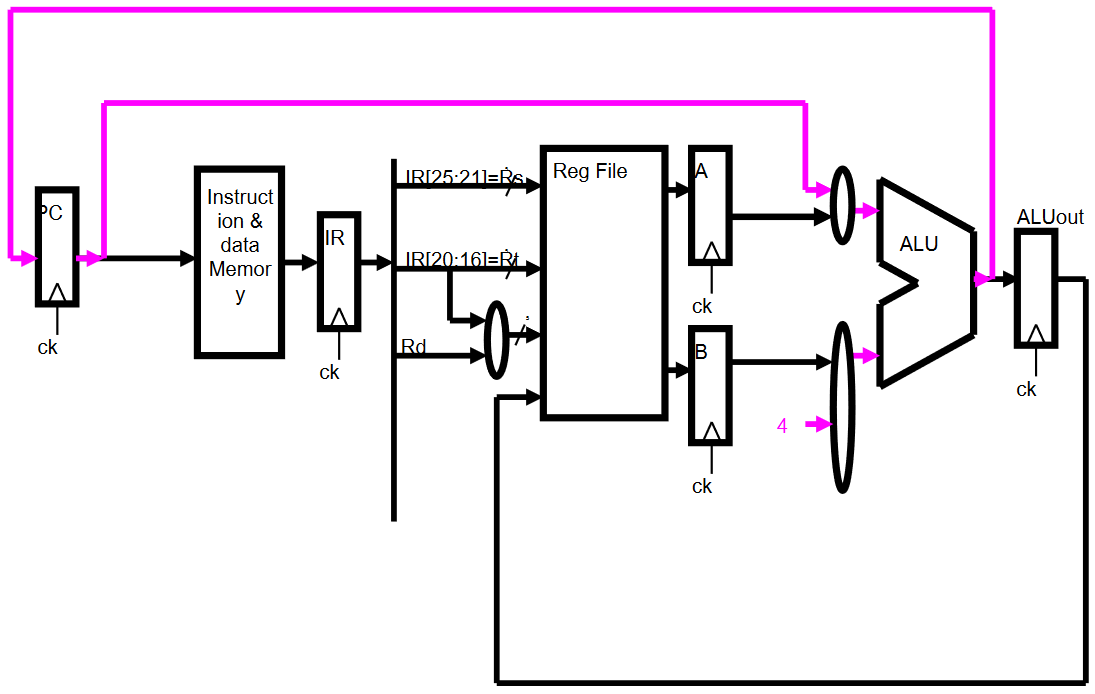 PC
ck
Instruct
ion &
data
Memor
y
IR
ck
IR[25:21]=Rs
IR[20:16]=Rt
Rd
Reg File
A
ck
B
ck
4
ALU
ALUout
ck